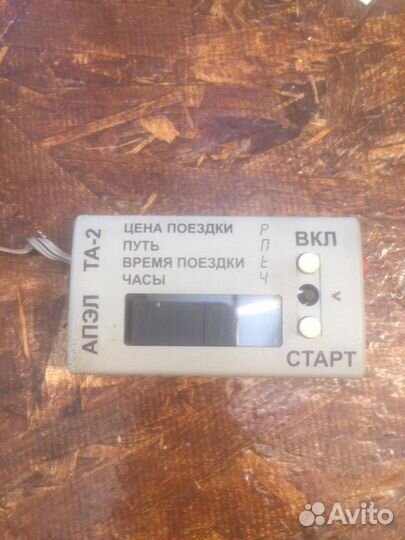 АПЭЛ ТА-2
ЦЕНА ПОЕЗДКИ Р
ПУТЬ П
ВРЕМЯ ПОЕЗДКИ t
ЧАСЫ Ч
ВКЛ
<
СТАРТ
Avito